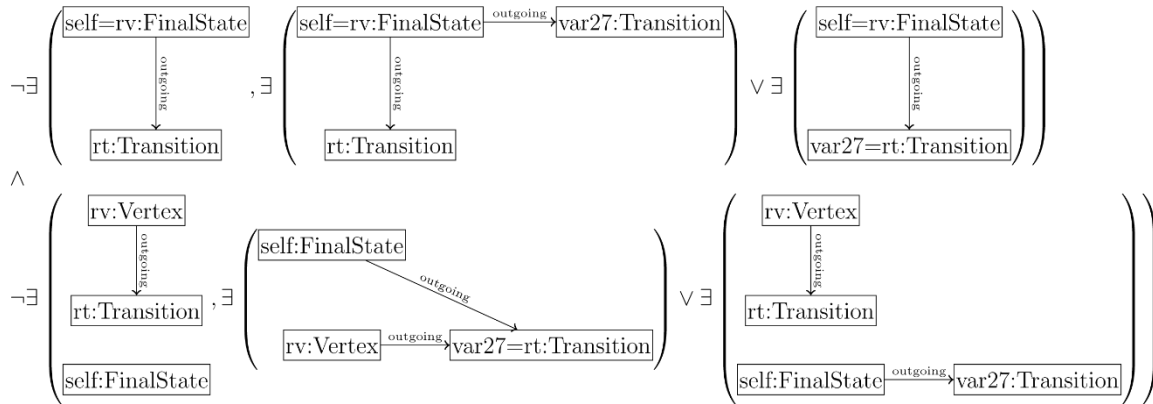 ¬∃ ( self=rv:FinalState outgoing rt:Transition , ∃ ( self=rv:FinalState outgoing var27:Transition outgoing rt:Transition ) ∨ ∃ ( self=rv:FinalState outgoing var27=rt:Transition ) )
∧
¬∃ ( rv:Vertex outgoing rt:Transition self:FinalState , ∃ ( self:FinalState outgoing rv:Vertex outgoing var27=rt:Transition ) ∨ ∃ ( rv:Vertex outgoing rt:Transition self:FinalState outgoing var27:Transition ) )